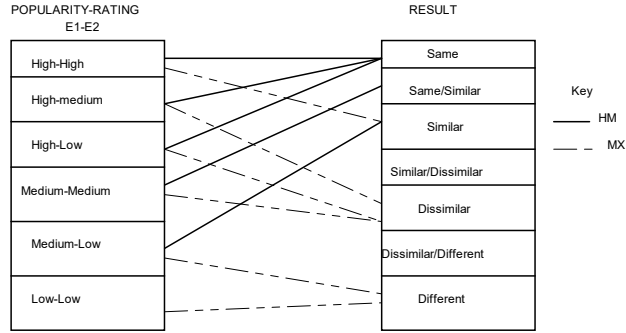 POPULARITY-RATING
E1-E2
High-High
High-medium
High-Low
Medium-Medium
Medium-Low
Low-Low
RESULT
Same
Same/Similar
Similar
Similar/Dissimilar
Dissimilar
Dissimilar/Different
Different
Key
HM
MX